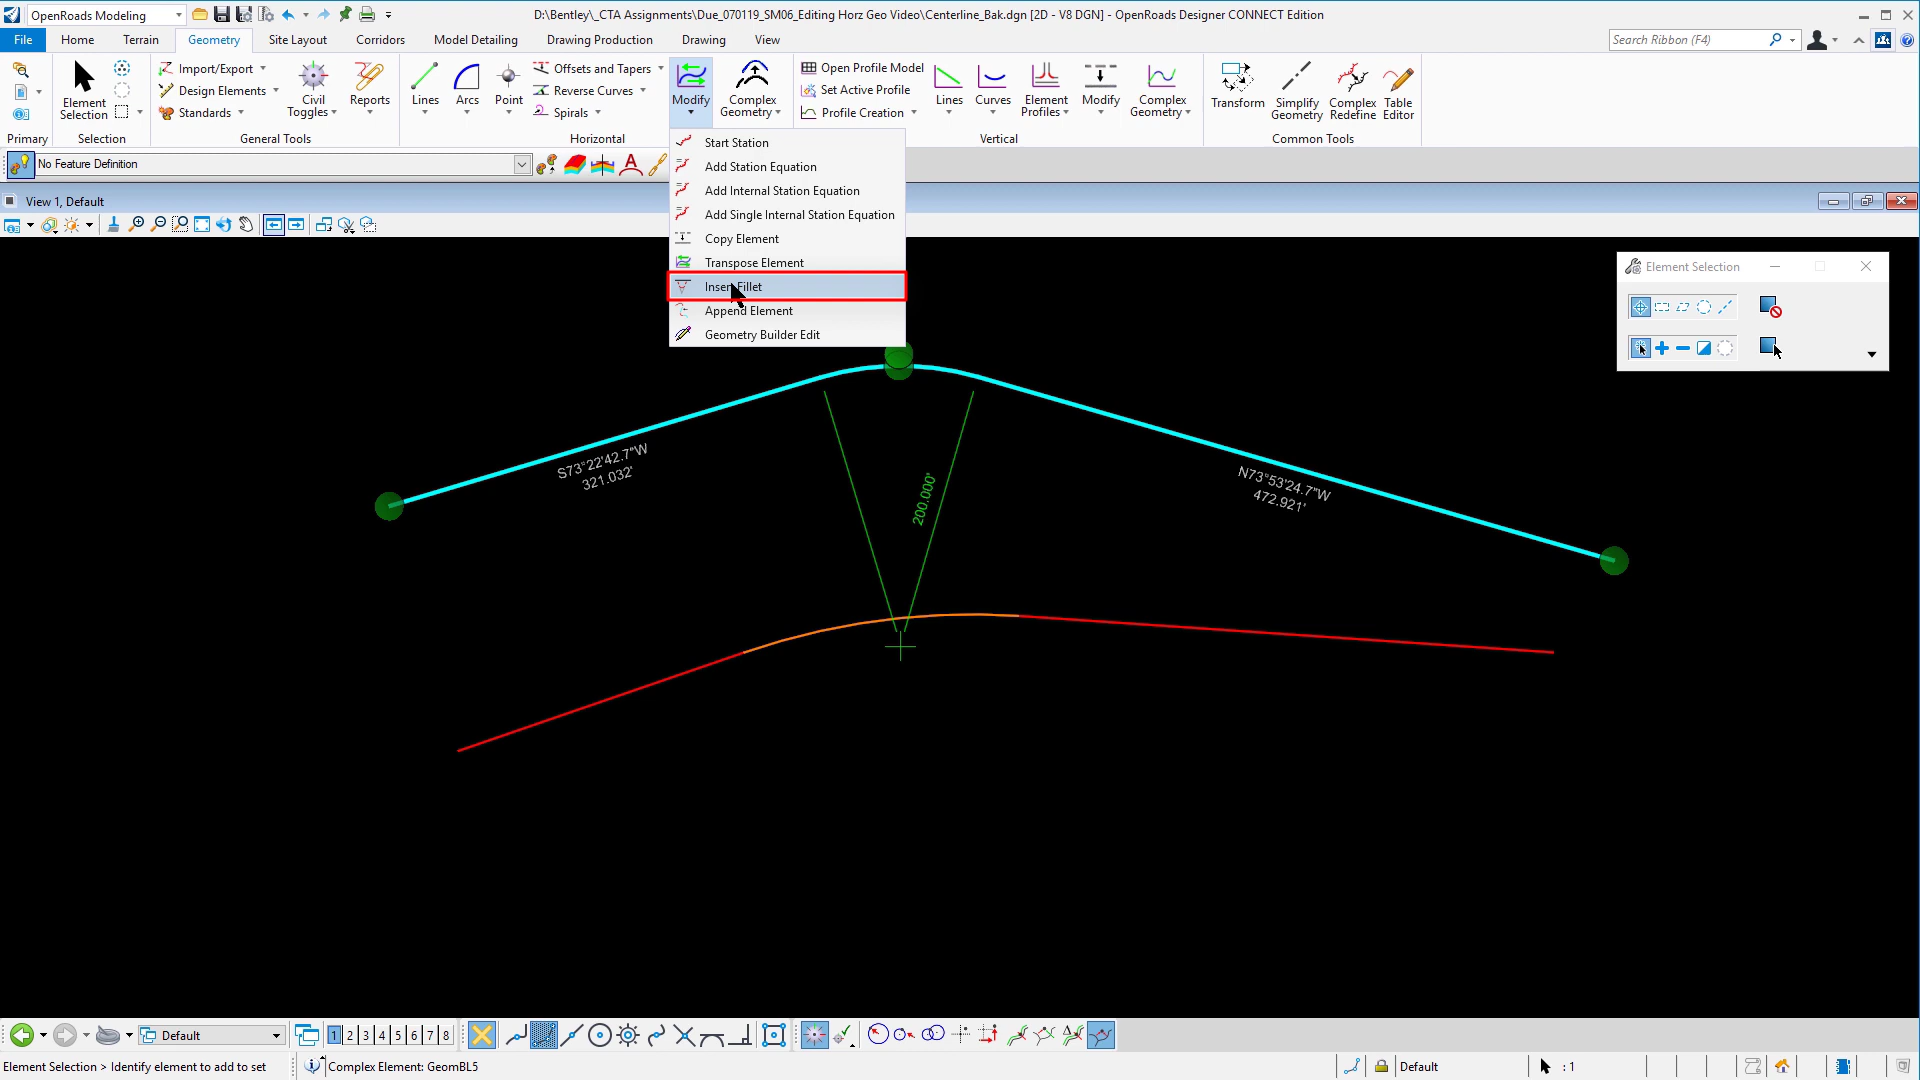 OpenRoads Modeling
D:\Bentley\_CTA Assignments\Due_070119_SM06_Editing Horz Geo Video\Centerline_Bak.dgn [2D - V8 DGN] - OpenRoads Designer CONNECT Edition
File Home Terrain Geometry Site Layout Corridors Model Detailing Drawing Production Drawing View
Search Ribbon (F4)
Element
Selection
Import/Export
Design Elements
Standards
Civil
Toggles
Reports
Lines
Arcs
Point
Offsets and Tapers
Reverse Curves
Spirals
Modify
Complex
Geometry
Open Profile Model
Set Active Profile
Profile Creation
Lines
Curves
Element
Profiles
Modify
Complex
Geometry
Transform
Simplify
Geometry
Complex
Redefine
Table
Editor
Primary Selection General Tools Horizontal Vertical Common Tools
No Feature Definition
Start Station
Add Station Equation
Add Internal Station Equation
Add Single Internal Station Equation
Copy Element
Transpose Element
Insert Fillet
Append Element
Geometry Builder Edit
View 1, Default
Element Selection
S73°22'42.7"W
321.032'
200.000'
N73°53'24.7"W
472.921'
Default
1 2 3 4 5 6 7 8
Element Selection > Identify element to add to set
Complex Element: GeomBL5
Default
: 1